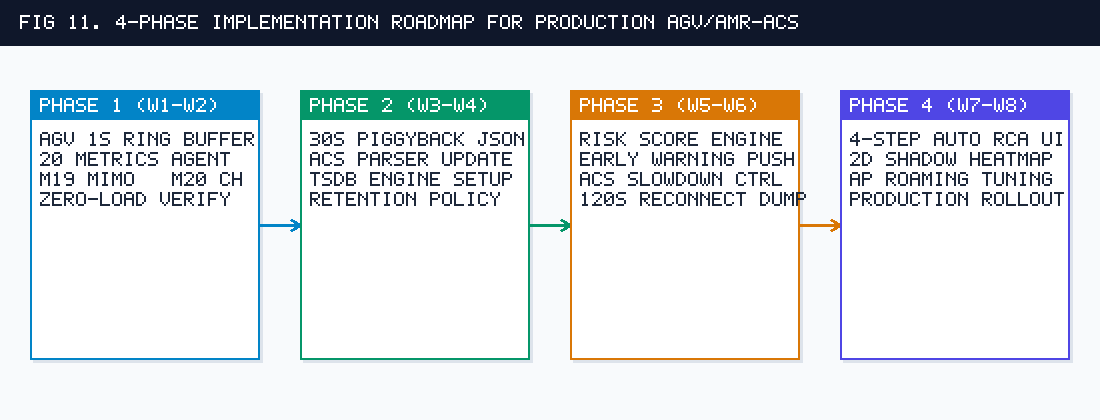 FIG 11. 4-PHASE IMPLEMENTATION ROADMAP FOR PRODUCTION AGV/AMR-ACS
PHASE 1 (W1-W2)
AGV 1S RING BUFFER
20 METRICS AGENT
M19 MIMO   M20 CH
ZERO-LOAD VERIFY
PHASE 2 (W3-W4)
30S PIGGYBACK JSON
ACS PARSER UPDATE
TSDB ENGINE SETUP
RETENTION POLICY
PHASE 3 (W5-W6)
RISK SCORE ENGINE
EARLY WARNING PUSH
ACS SLOWDOWN CTRL
120S RECONNECT DUMP
PHASE 4 (W7-W8)
4-STEP AUTO RCA UI
2D SHADOW HEATMAP
AP ROAMING TUNING
PRODUCTION ROLLOUT